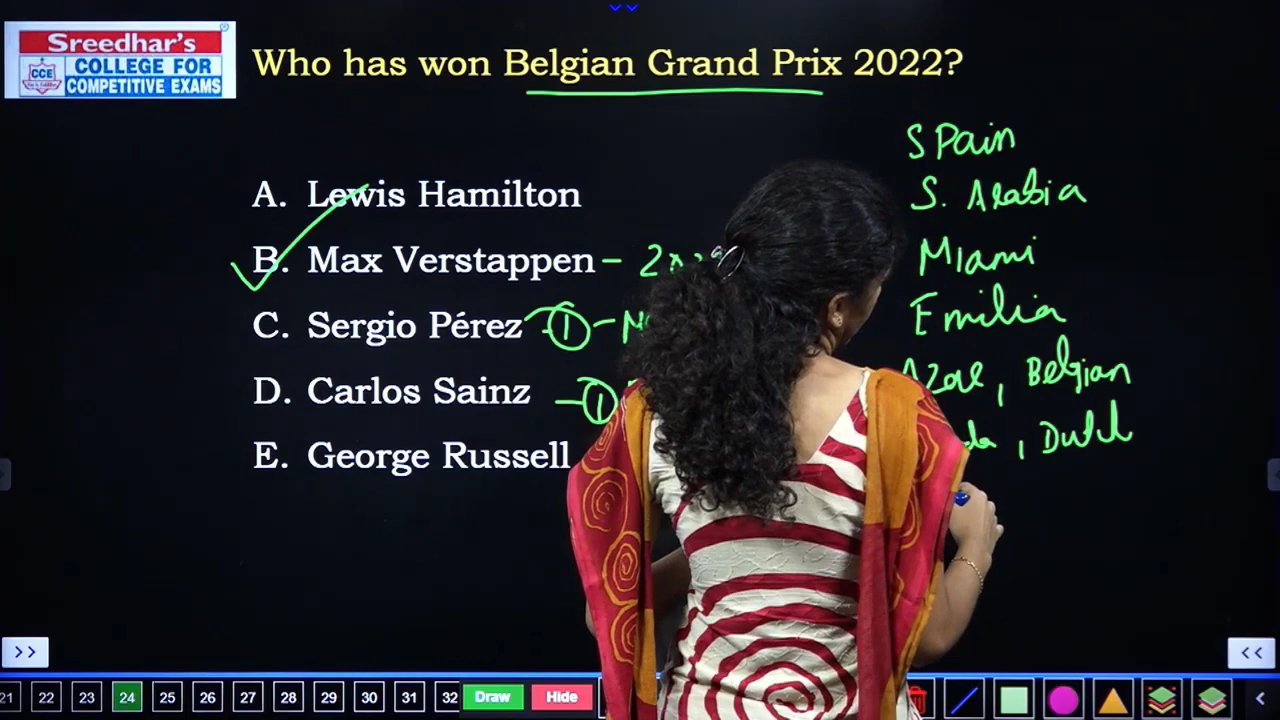 Sreedhar's
CCE
COLLEGE FOR
COMPETITIVE EXAMS
Who has won Belgian Grand Prix 2022?
A. Lewis Hamilton
B. Max Verstappen –
C. Sergio Pérez – 1 –
D. Carlos Sainz – 1
E. George Russell
SPain
S. Arabia
Miami
Emilia
, Belgian
, Dutch
21 22 23 24 25 26 27 28 29 30 31 32 Draw Hide
>>
<<